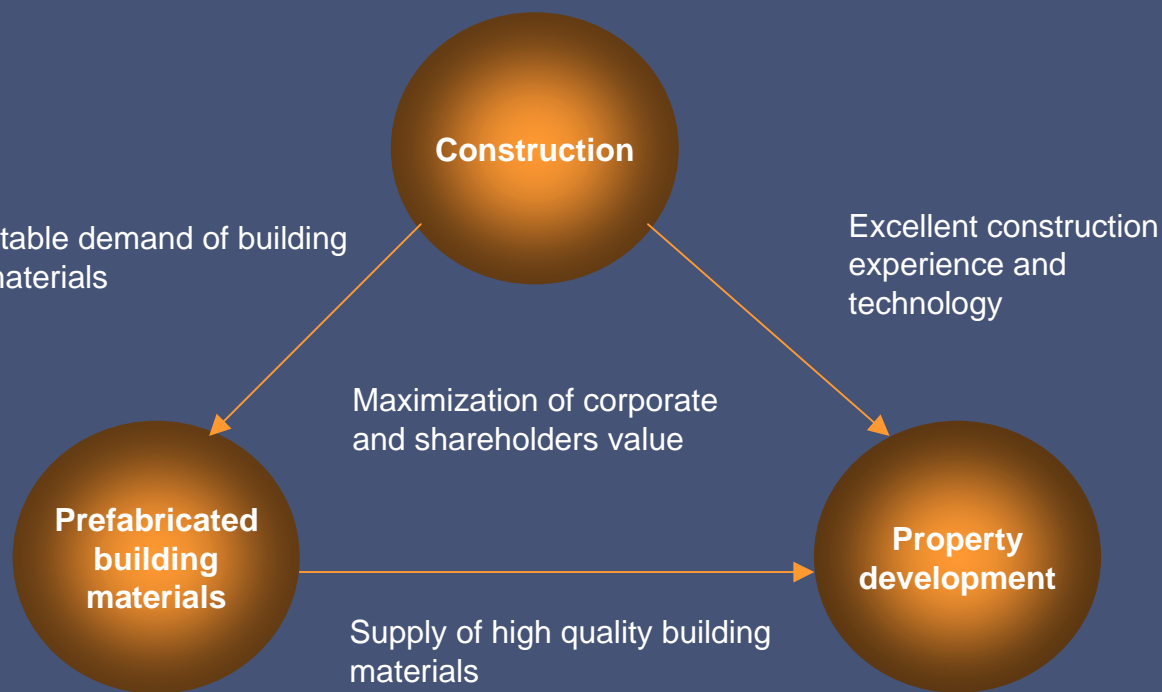 Construction
table demand of building
naterials
Excellent construction
experience and
technology
Maximization of corporate
and shareholders value
Prefabricated
building
materials
Property
development
Supply of high quality building
materials